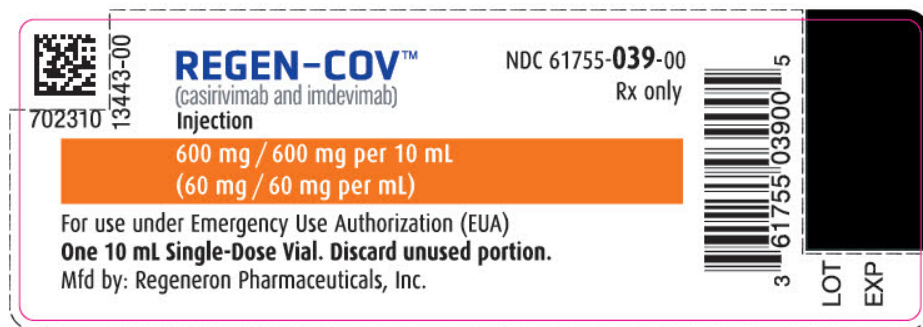 REGEN-COV™
(casirivimab and imdevimab)
Injection
NDC 61755-039-00
Rx only
600 mg / 600 mg per 10 mL
(60 mg / 60 mg per mL)
For use under Emergency Use Authorization (EUA)
One 10 mL Single-Dose Vial. Discard unused portion.
Mfd by: Regeneron Pharmaceuticals, Inc.
702310
13443-00
3 61755 03900 5
LOT
EXP